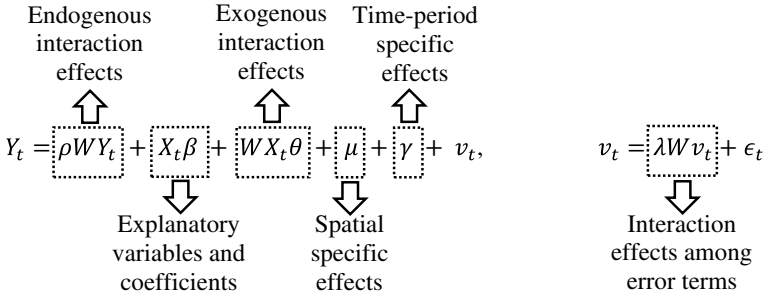 Endogenous interaction effects
Exogenous interaction effects
Time-period specific effects
Y_t = ρWY_t + X_tβ + WX_tθ + μ + γ + v_t, v_t = λWv_t + ϵ_t
Explanatory variables and coefficients
Spatial specific effects
Interaction effects among error terms